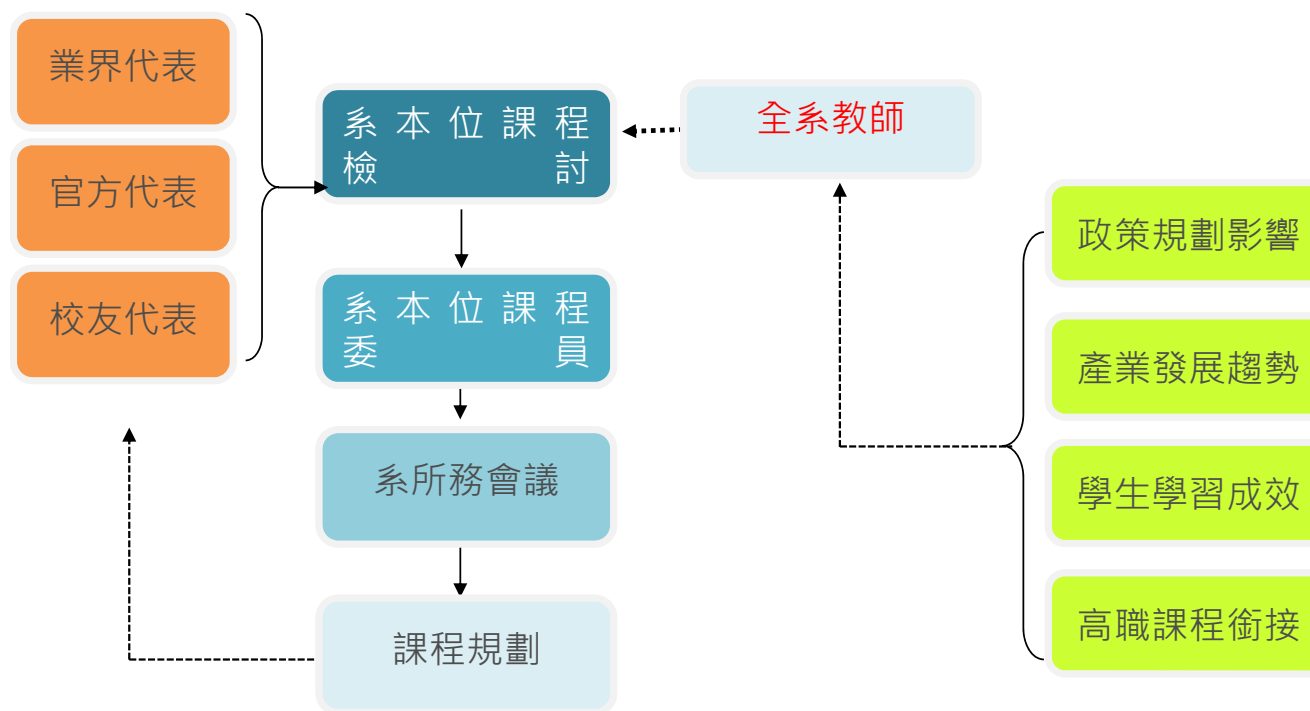 業界代表
官方代表
校友代表
系本位課程
檢討
系本位課程
委員
系所務會議
課程規劃
全系教師
政策規劃影響
產業發展趨勢
學生學習成效
高職課程銜接